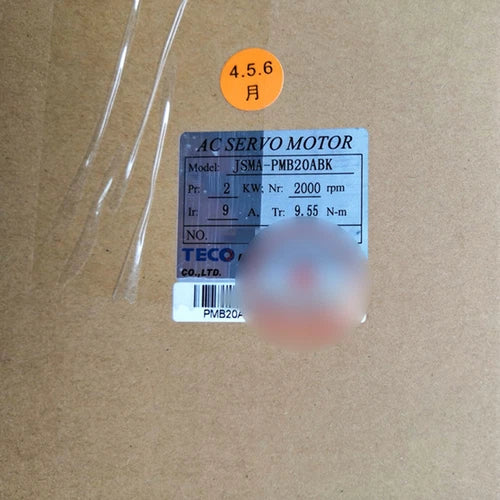 4.5.6
月
AC SERVO MOTOR
Model: JSMA-PMB20ABK
Pr: 2 KW; Nr: 2000 rpm
Ir: 9 A, Tr: 9.55 N-m
NO.
TECO
CO.,LTD.
PMB20A